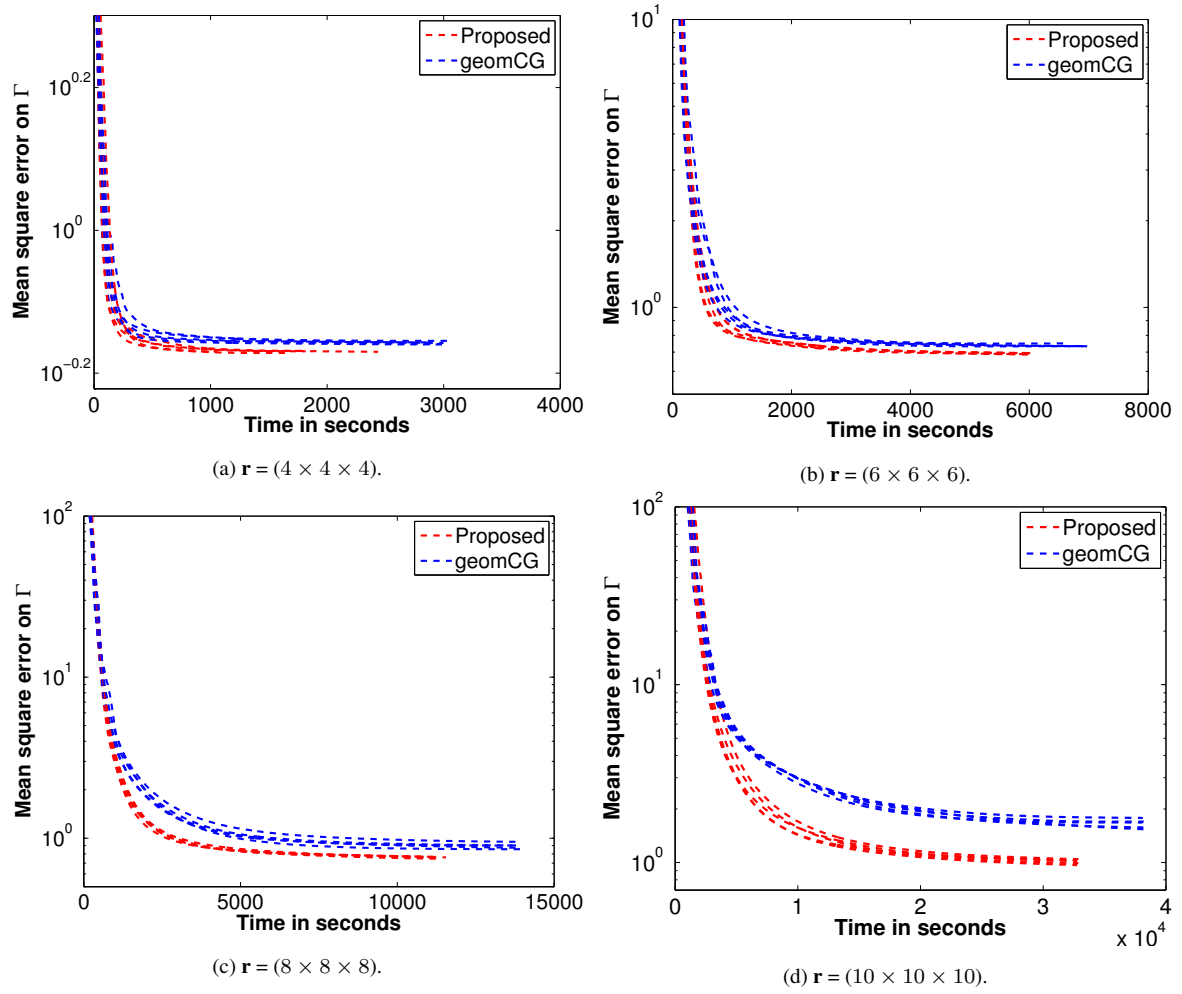 Proposed
geomCG
10^0.2
10^0
10^−0.2
Mean square error on Γ
0 1000 2000 3000 4000
Time in seconds
(a) r = (4 × 4 × 4).
Proposed
geomCG
10^1
10^0
Mean square error on Γ
0 2000 4000 6000 8000
Time in seconds
(b) r = (6 × 6 × 6).
Proposed
geomCG
10^2
10^1
10^0
Mean square error on Γ
0 5000 10000 15000
Time in seconds
(c) r = (8 × 8 × 8).
Proposed
geomCG
10^2
10^1
10^0
Mean square error on Γ
0 1 2 3 4
x 10^4
Time in seconds
(d) r = (10 × 10 × 10).